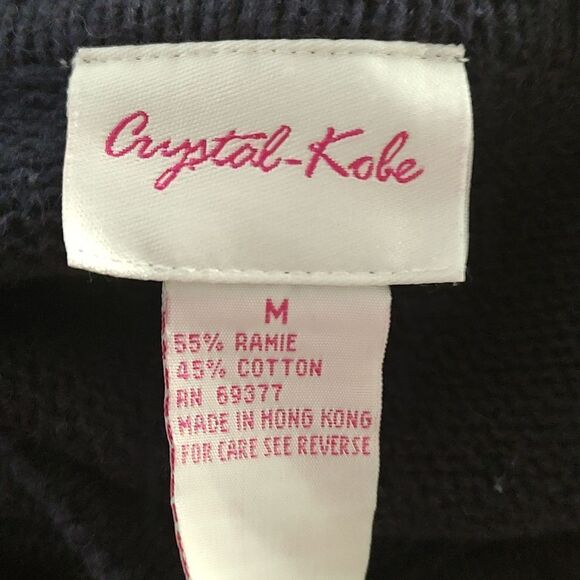 Crystal-Kobe
M
55% RAMIE
45% COTTON
RN 69377
MADE IN HONG KONG
FOR CARE SEE REVERSE